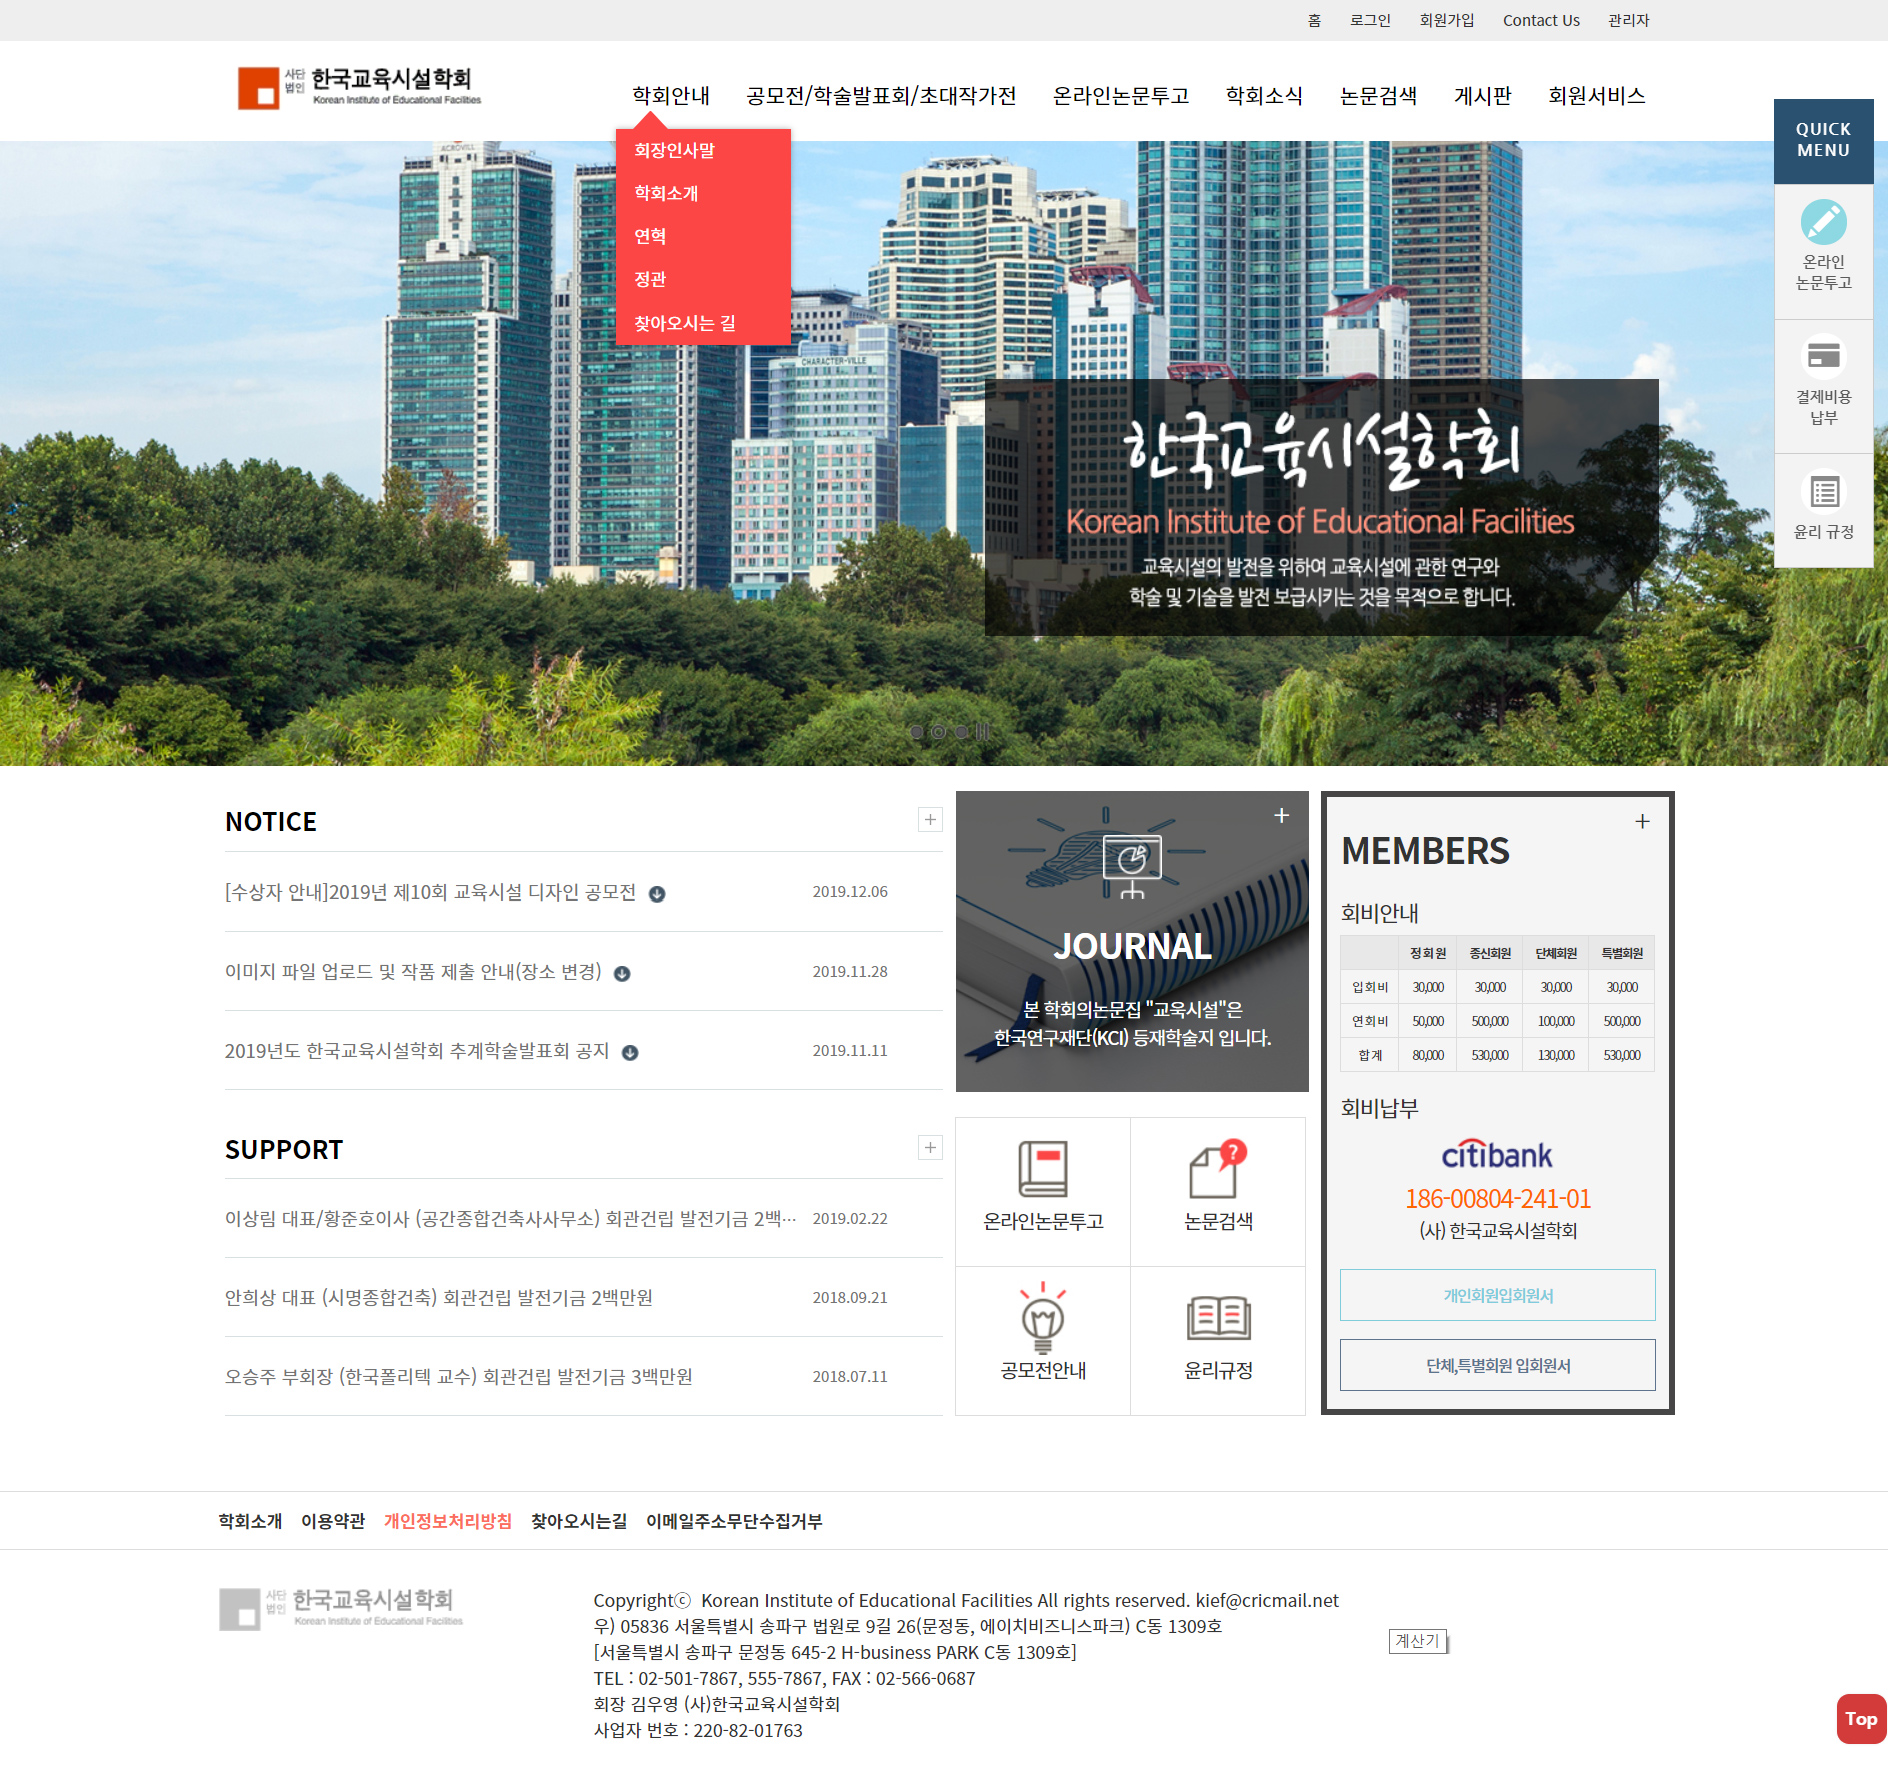 홈 로그인 회원가입 Contact Us 관리자
사단법인 한국교육시설학회
Korean Institute of Educational Facilities
학회안내 공모전/학술발표회/초대작가전 온라인논문투고 학회소식 논문검색 게시판 회원서비스
회장인사말
학회소개
연혁
정관
찾아오시는 길
QUICK
MENU
온라인
논문투고
결제비용
납부
윤리 규정
ACROVILL
CHARACTER-VILLE
한국교육시설학회
Korean Institute of Educational Facilities
교육시설의 발전을 위하여 교육시설에 관한 연구와
학술 및 기술을 발전 보급시키는 것을 목적으로 합니다.
NOTICE
[수상자 안내]2019년 제10회 교육시설 디자인 공모전 2019.12.06
이미지 파일 업로드 및 작품 제출 안내(장소 변경) 2019.11.28
2019년도 한국교육시설학회 추계학술발표회 공지 2019.11.11
SUPPORT
이상림 대표/황준호이사 (공간종합건축사사무소) 회관건립 발전기금 2백... 2019.02.22
안희상 대표 (시명종합건축) 회관건립 발전기금 2백만원 2018.09.21
오승주 부회장 (한국폴리텍 교수) 회관건립 발전기금 3백만원 2018.07.11
JOURNAL
본 학회의논문집 "교육시설"은
한국연구재단(KCI) 등재학술지 입니다.
온라인논문투고 논문검색
공모전안내 윤리규정
MEMBERS
회비안내
정 회 원 종신회원 단체회원 특별회원
입회비 30,000 30,000 30,000 30,000
연회비 50,000 500,000 100,000 500,000
합계 80,000 530,000 130,000 530,000
회비납부
citibank
186-00804-241-01
(사) 한국교육시설학회
개인회원입회원서
단체,특별회원 입회원서
학회소개 이용약관 개인정보처리방침 찾아오시는길 이메일주소무단수집거부
사단법인 한국교육시설학회
Korean Institute of Educational Facilities
Copyrightⓒ Korean Institute of Educational Facilities All rights reserved. kief@cricmail.net
우) 05836 서울특별시 송파구 법원로 9길 26(문정동, 에이치비즈니스파크) C동 1309호
[서울특별시 송파구 문정동 645-2 H-business PARK C동 1309호]
TEL : 02-501-7867, 555-7867, FAX : 02-566-0687
회장 김우영 (사)한국교육시설학회
사업자 번호 : 220-82-01763
계산기
Top